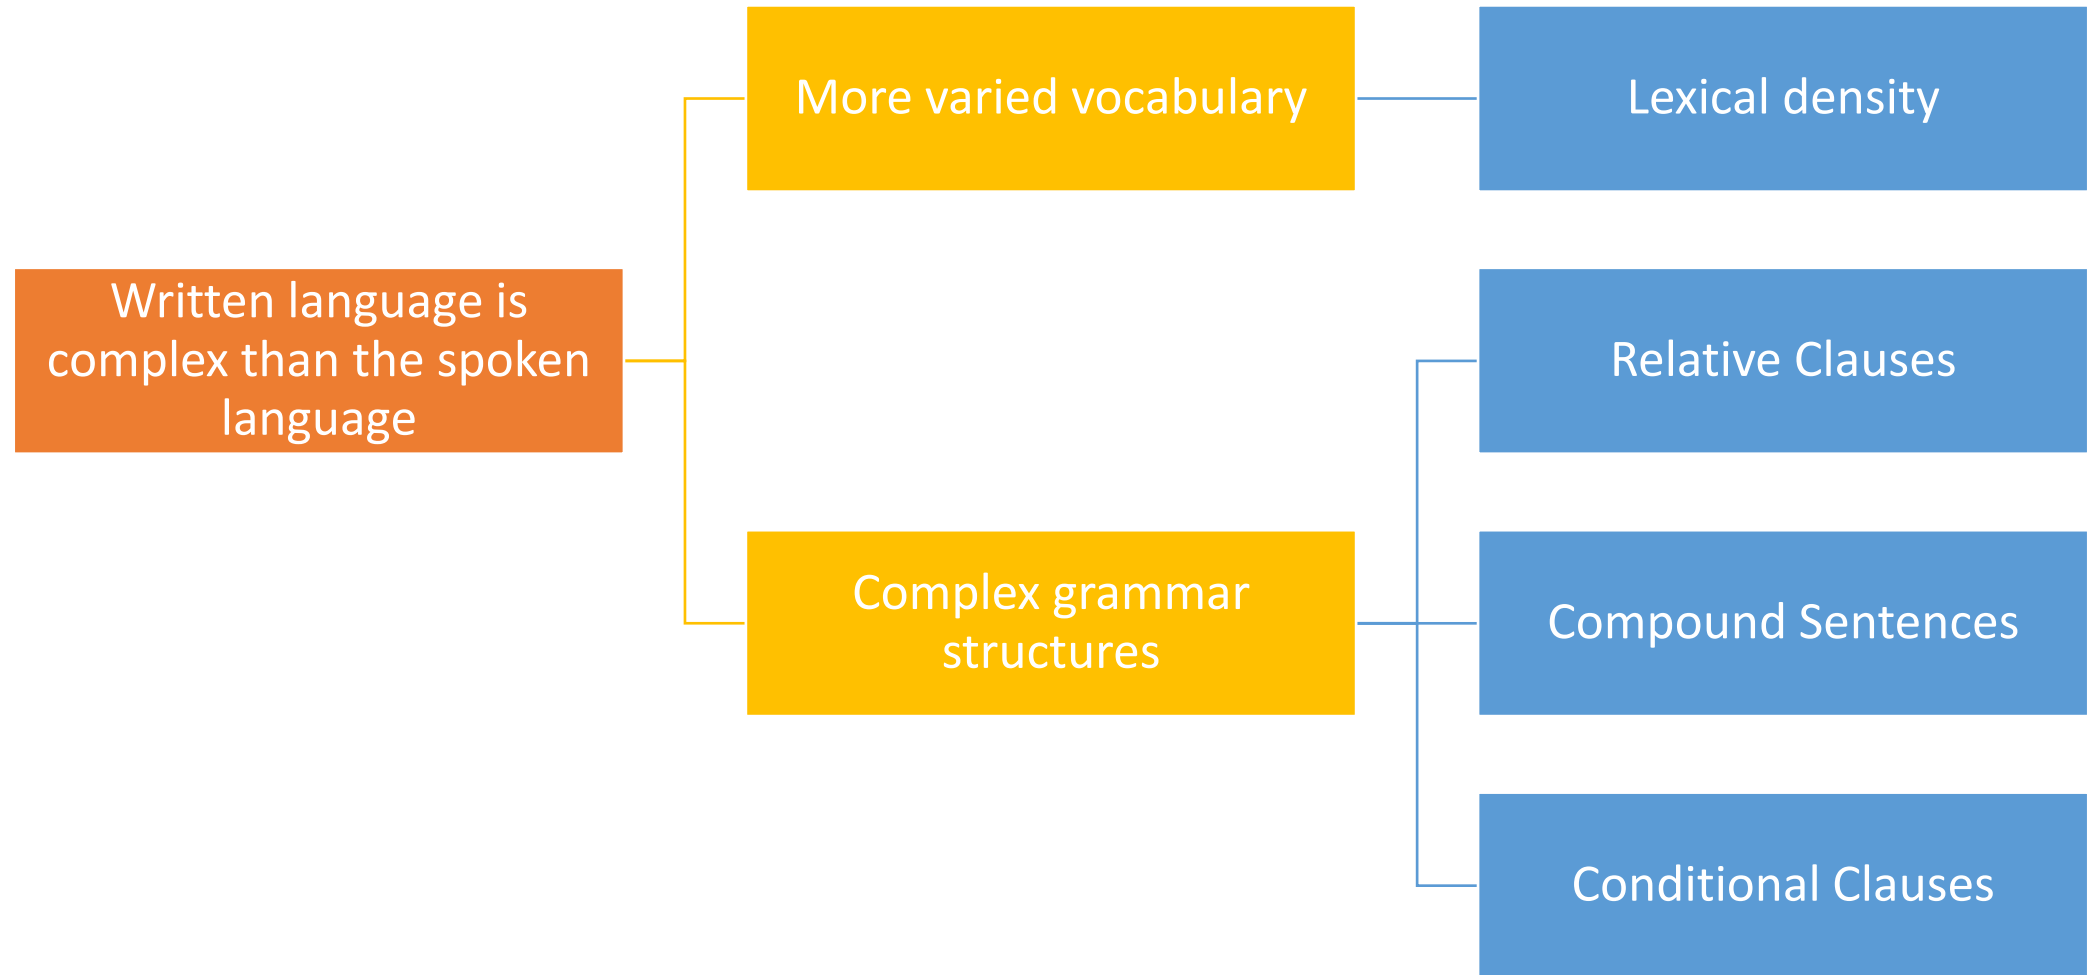 More varied vocabulary
Lexical density
Written language is
complex than the spoken
language
Relative Clauses
Complex grammar
structures
Compound Sentences
Conditional Clauses